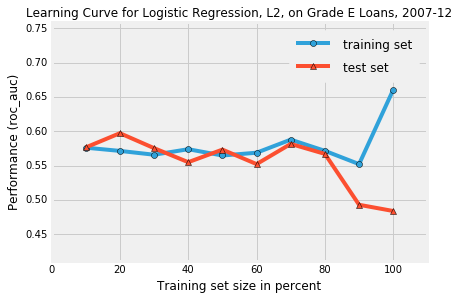 Learning Curve for Logistic Regression, L2, on Grade E Loans, 2007-12
0.75
0.70
0.65
0.60
0.55
0.50
0.45
Performance (roc_auc)
training set
test set
0
20
40
60
80
100
Training set size in percent